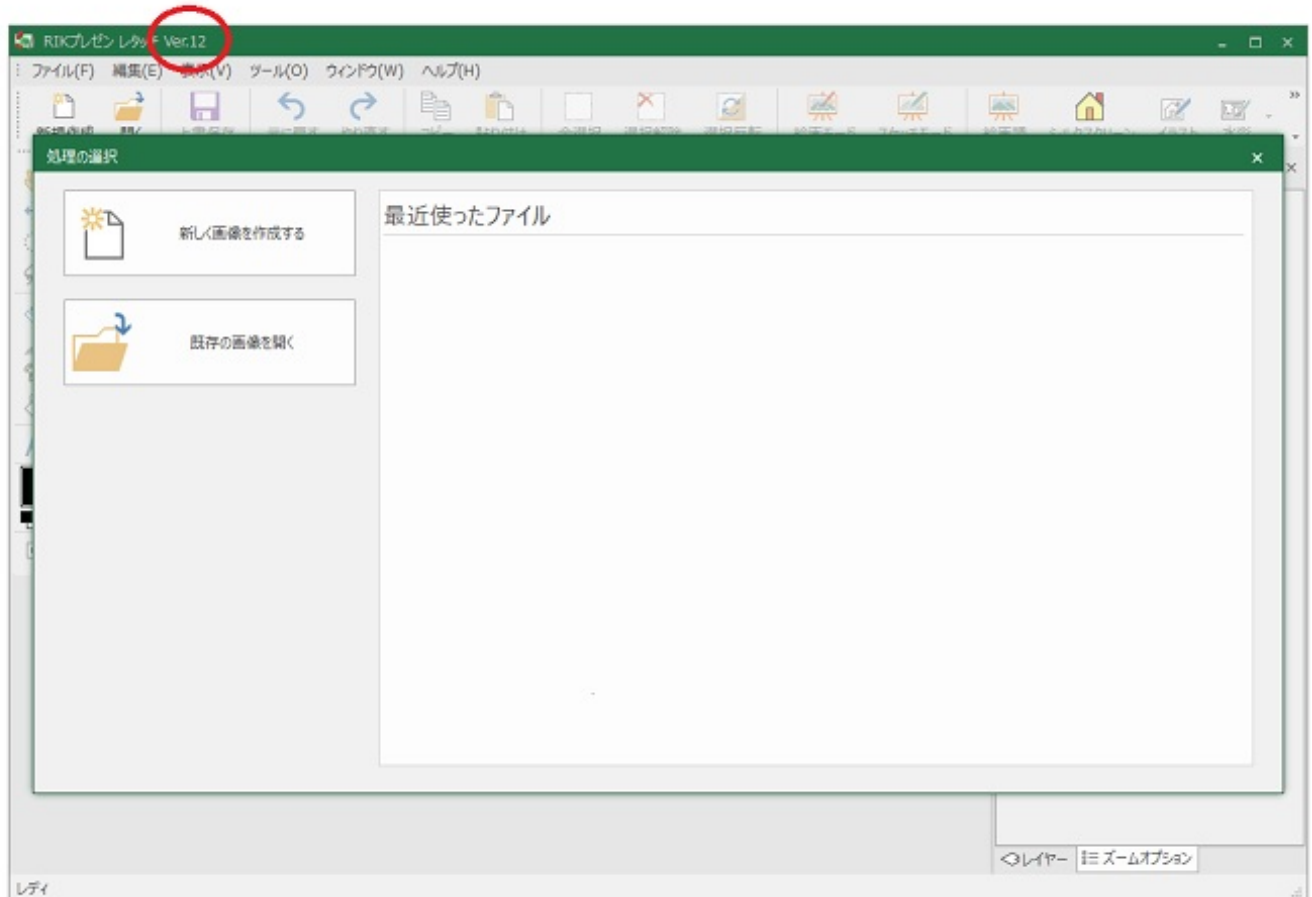 RIKプレゼン レタッチ Ver.12
ファイル(F) 編集(E) 表示(V) ツール(O) ウィンドウ(W) ヘルプ(H)
処理の選択
新しく画像を作成する
最近使ったファイル
既存の画像を開く
レイヤー ズームオプション
レディ